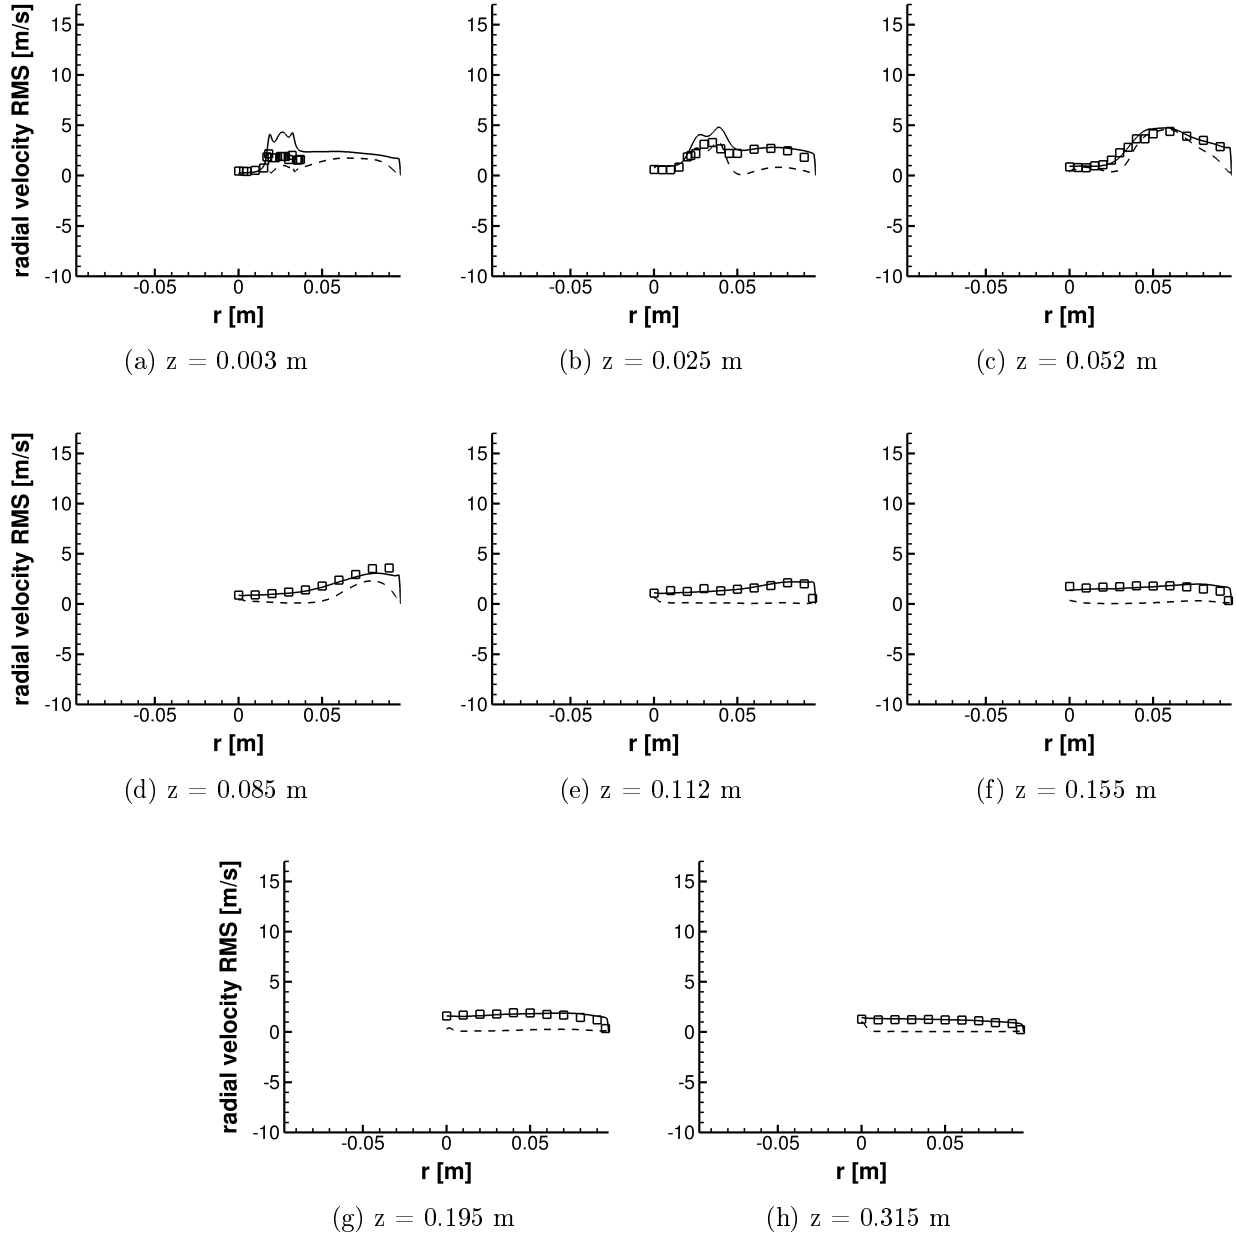 radial velocity RMS [m/s]
15 15 15
10 10 10
5 5 5
0 0 0
-5 -5 -5
-10 -10 -10
-0.05 0 0.05 -0.05 0 0.05 -0.05 0 0.05
r [m] r [m] r [m]
(a) z = 0.003 m (b) z = 0.025 m (c) z = 0.052 m
radial velocity RMS [m/s]
15 15 15
10 10 10
5 5 5
0 0 0
-5 -5 -5
-10 -10 -10
-0.05 0 0.05 -0.05 0 0.05 -0.05 0 0.05
r [m] r [m] r [m]
(d) z = 0.085 m (e) z = 0.112 m (f) z = 0.155 m
radial velocity RMS [m/s]
15 15
10 10
5 5
0 0
-5 -5
-10 -10
-0.05 0 0.05 -0.05 0 0.05
r [m] r [m]
(g) z = 0.195 m (h) z = 0.315 m